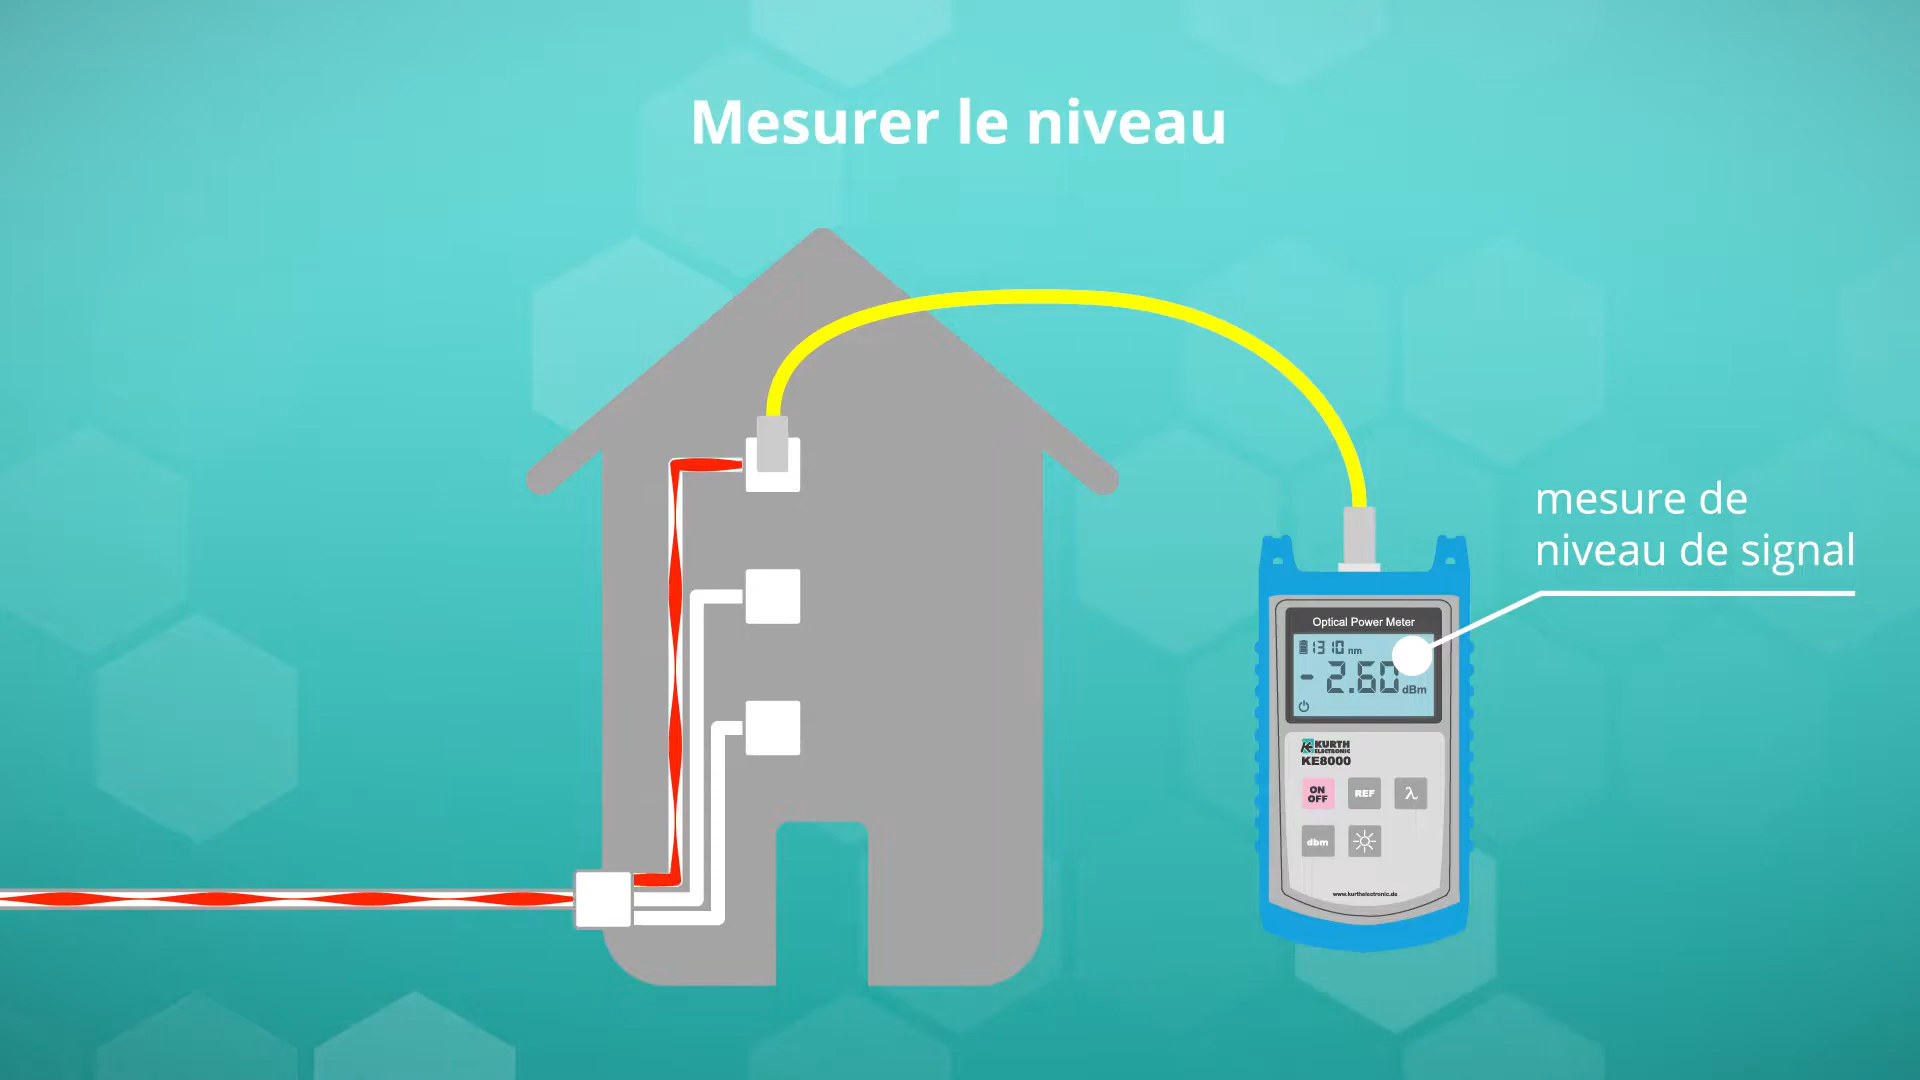 Mesurer le niveau
mesure de
niveau de signal
Optical Power Meter
1310 nm
- 2.60 dBm
KURTH
ELECTRONIC
KE8000
ON
OFF
REF
λ
dbm
www.kurthelectronic.de